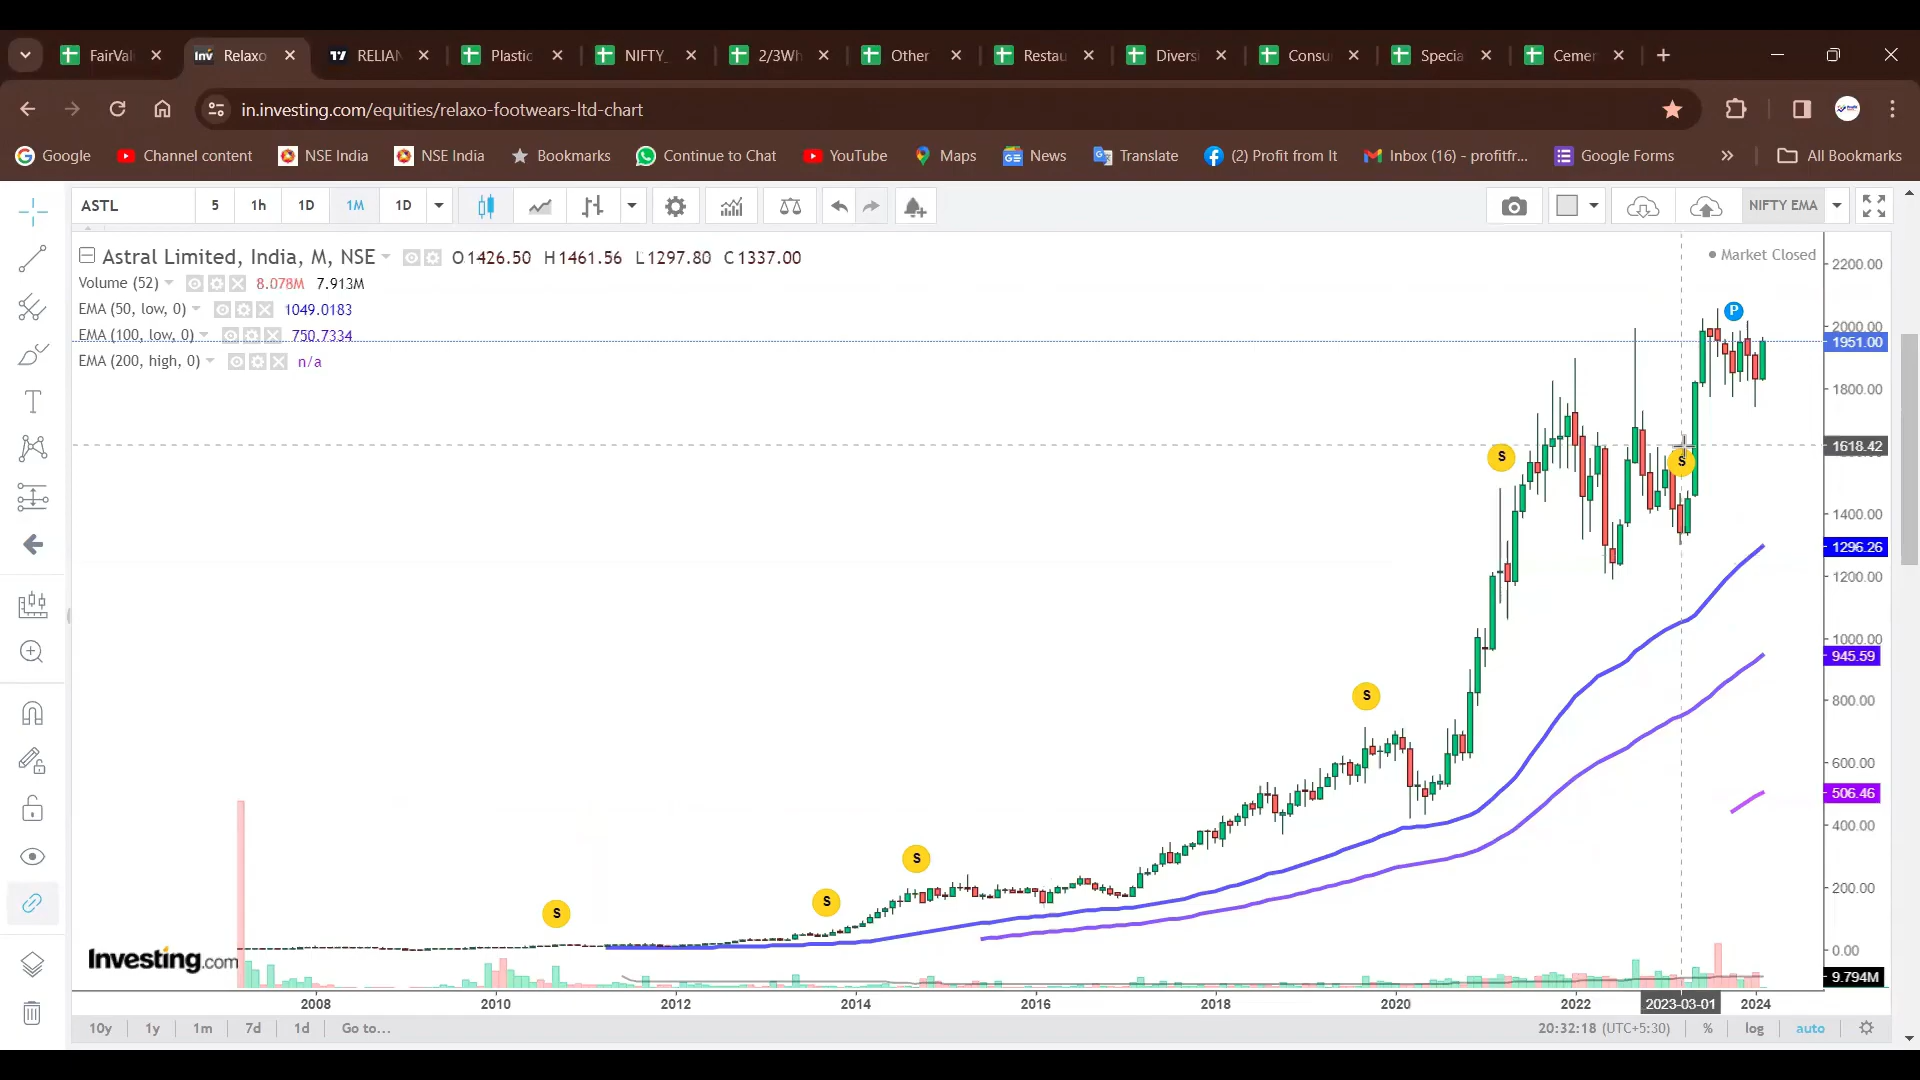 FairVal
Relaxo
RELIAN
Plastic
NIFTY_
2/3Wh
Other
Restau
Diversi
Consu
Specia
Cemen
in.investing.com/equities/relaxo-footwears-ltd-chart
Google
Channel content
NSE India
NSE India
Bookmarks
Continue to Chat
YouTube
Maps
News
Translate
(2) Profit from It
Inbox (16) - profitfr...
Google Forms
All Bookmarks
ASTL
5
1h
1D
1M
1D
NIFTY EMA
Astral Limited, India, M, NSE
O1426.50 H1461.56 L1297.80 C1337.00
Market Closed
Volume (52) 8.078M 7.913M
EMA (50, low, 0) 1049.0183
EMA (100, low, 0) 750.7334
EMA (200, high, 0) n/a
P
S
S
S
S
S
S
2200.00
2000.00
1951.00
1800.00
1618.42
1400.00
1296.26
1200.00
1000.00
945.59
800.00
600.00
506.46
400.00
200.00
0.00
9.794M
Investing.com
2008
2010
2012
2014
2016
2018
2020
2022
2023-03-01
2024
10y
1y
1m
7d
1d
Go to...
20:32:18 (UTC+5:30)
%
log
auto